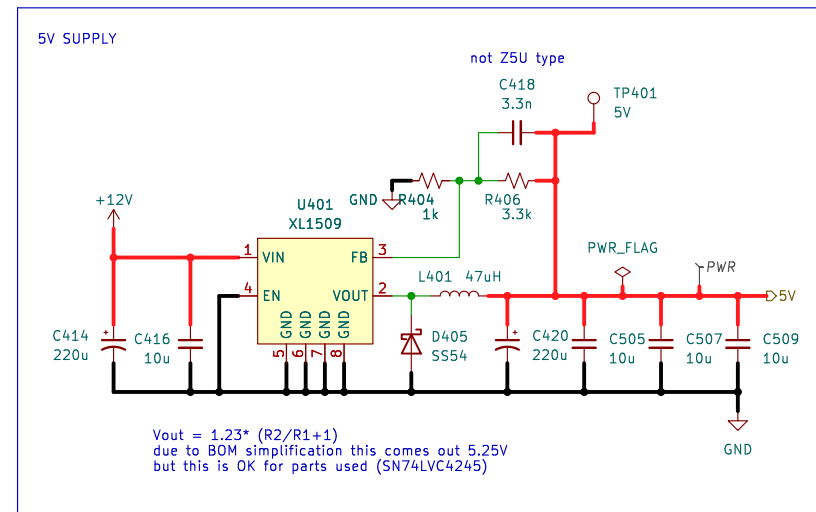 5V SUPPLY
not Z5U type
C418
3.3n
TP401
5V
GND
R404
1k
R406
3.3k
+12V
U401
XL1509
1
VIN
FB
3
4
EN
VOUT
2
GND
GND
GND
GND
5
6
7
8
L401 47uH
PWR_FLAG
PWR
5V
C414
220u
C416
10u
D405
SS54
C420
220u
C505
10u
C507
10u
C509
10u
GND
Vout = 1.23* (R2/R1+1)
due to BOM simplification this comes out 5.25V
but this is OK for parts used (SN74LVC4245)